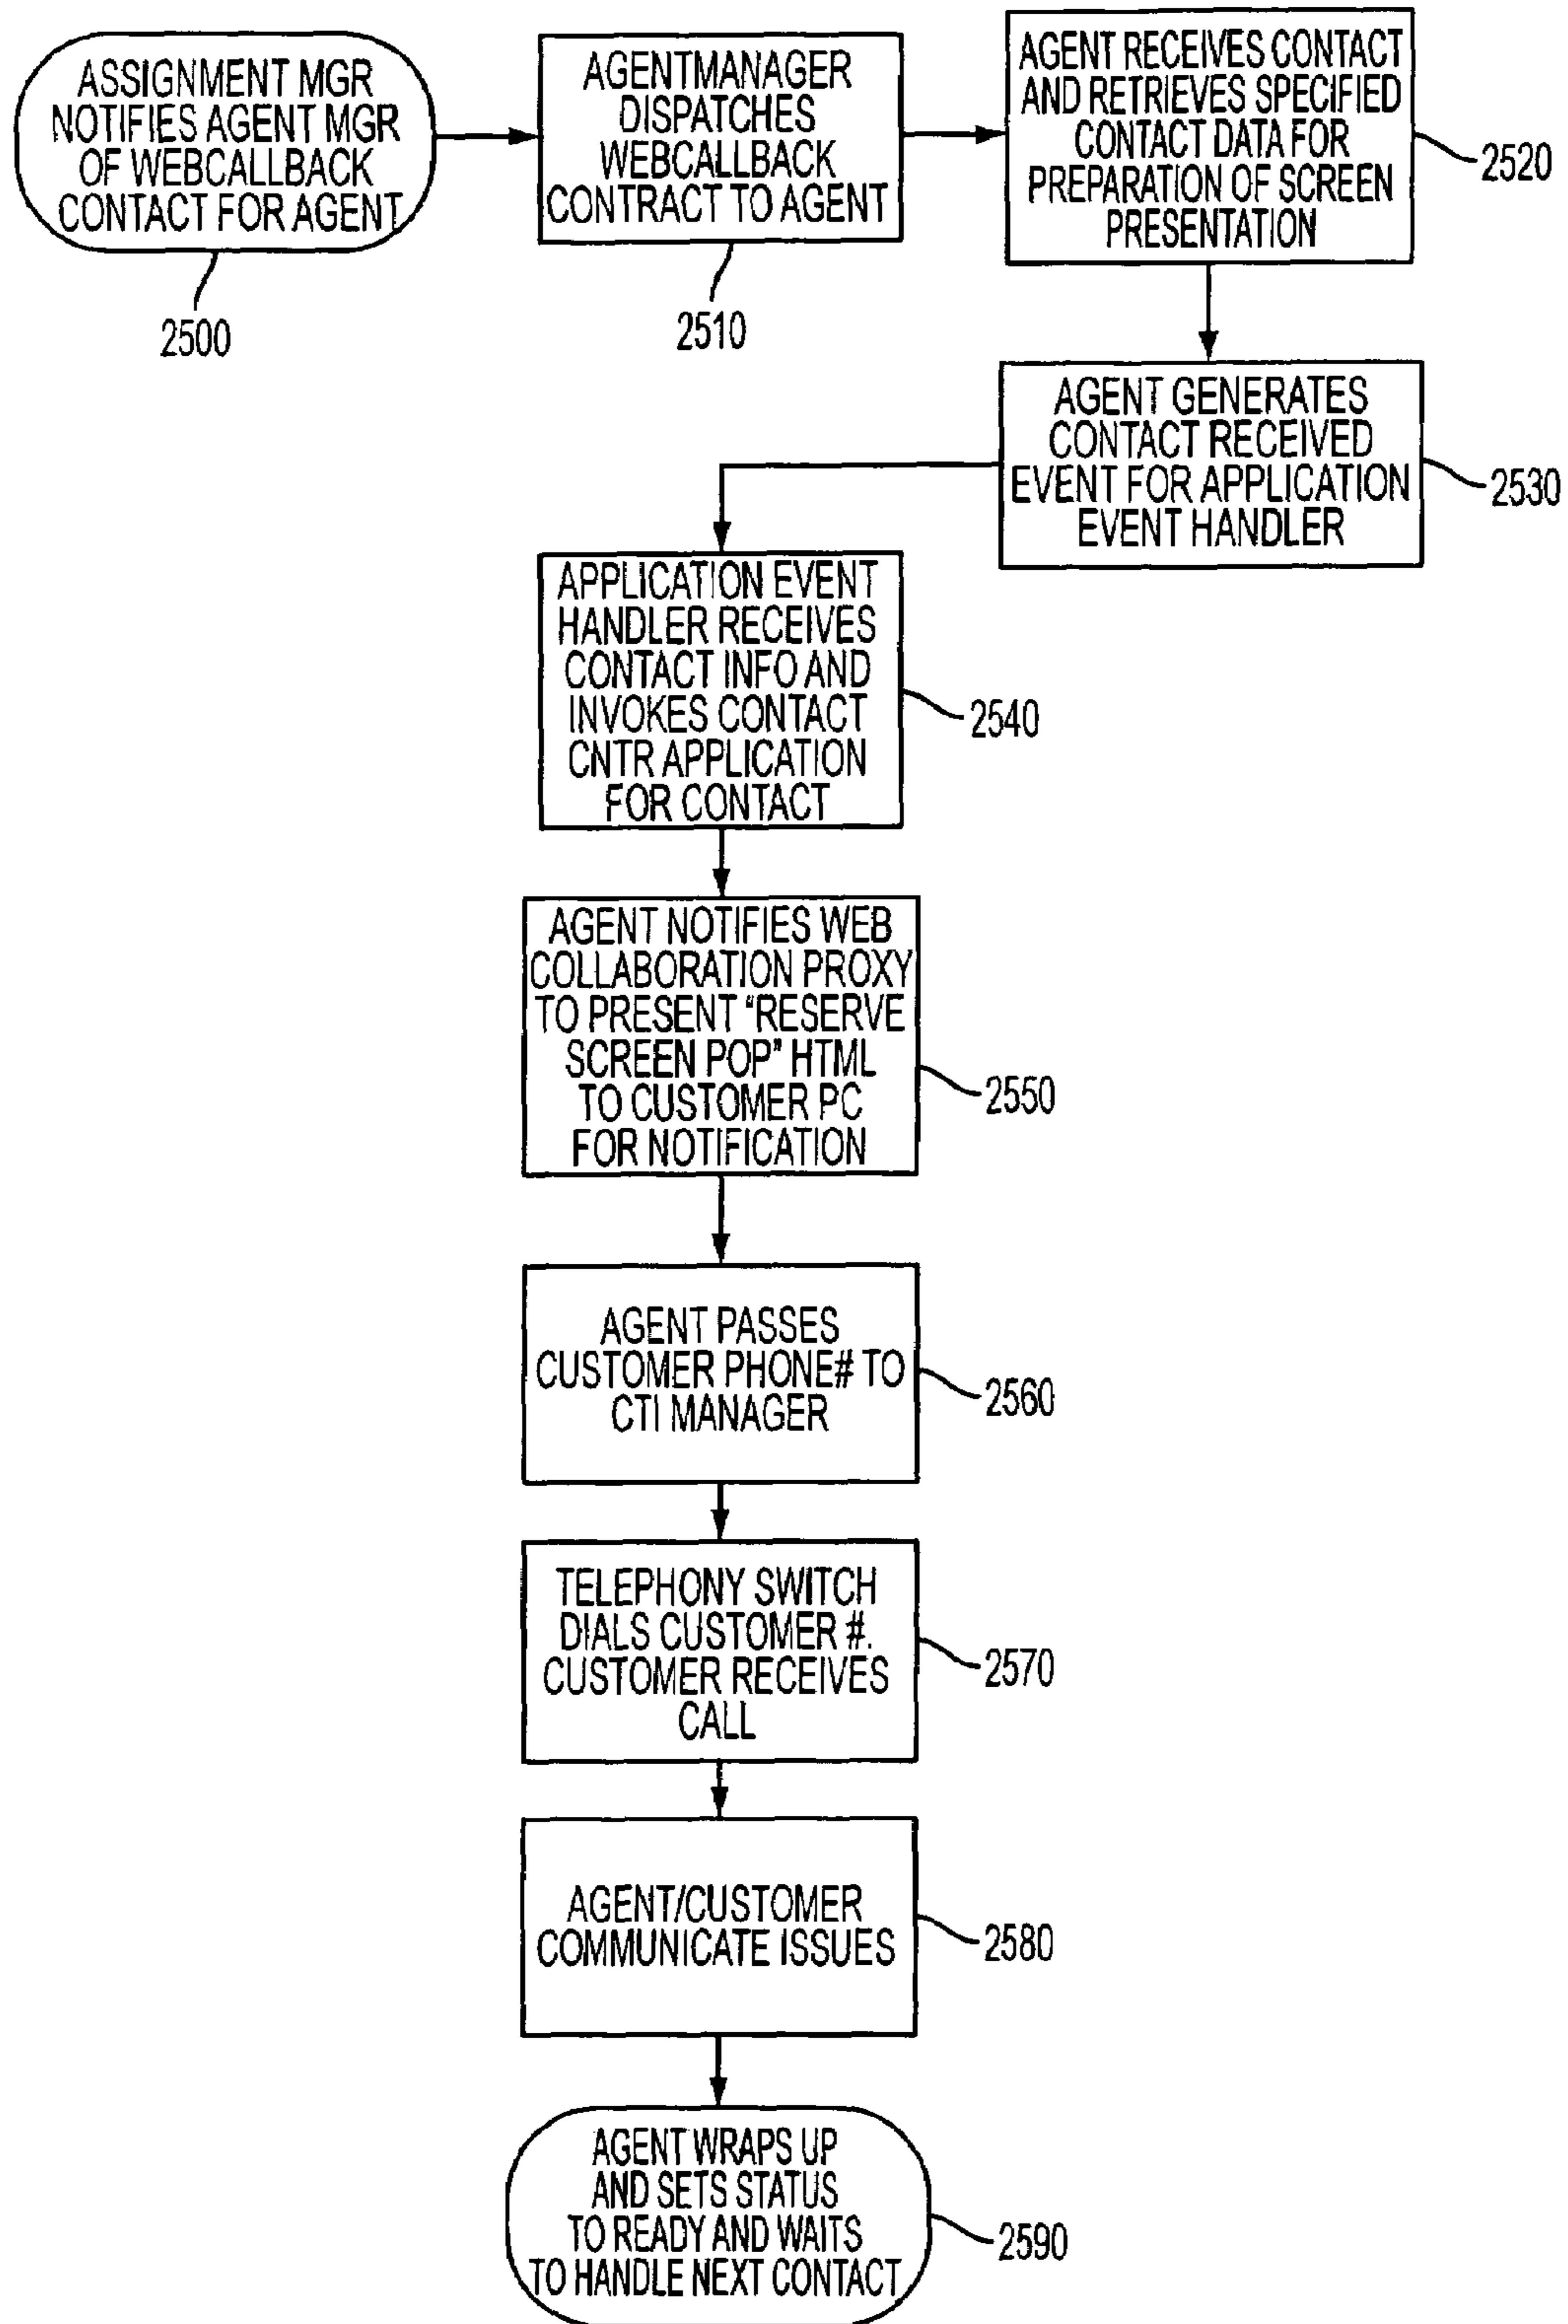 ASSIGNMENT MGR
NOTIFIES AGENT MGR
OF WEBCALLBACK
CONTACT FOR AGENT
2500
AGENTMANAGER
DISPATCHES
WEBCALLBACK
CONTRACT TO AGENT
2510
AGENT RECEIVES CONTACT
AND RETRIEVES SPECIFIED
CONTACT DATA FOR
PREPARATION OF SCREEN
PRESENTATION
2520
AGENT GENERATES
CONTACT RECEIVED
EVENT FOR APPLICATION
EVENT HANDLER
2530
APPLICATION EVENT
HANDLER RECEIVES
CONTACT INFO AND
INVOKES CONTACT
CNTR APPLICATION
FOR CONTACT
2540
AGENT NOTIFIES WEB
COLLABORATION PROXY
TO PRESENT "RESERVE
SCREEN POP" HTML
TO CUSTOMER PC
FOR NOTIFICATION
2550
AGENT PASSES
CUSTOMER PHONE# TO
CTI MANAGER
2560
TELEPHONY SWITCH
DIALS CUSTOMER #.
CUSTOMER RECEIVES
CALL
2570
AGENT/CUSTOMER
COMMUNICATE ISSUES
2580
AGENT WRAPS UP
AND SETS STATUS
TO READY AND WAITS
TO HANDLE NEXT CONTACT
2590